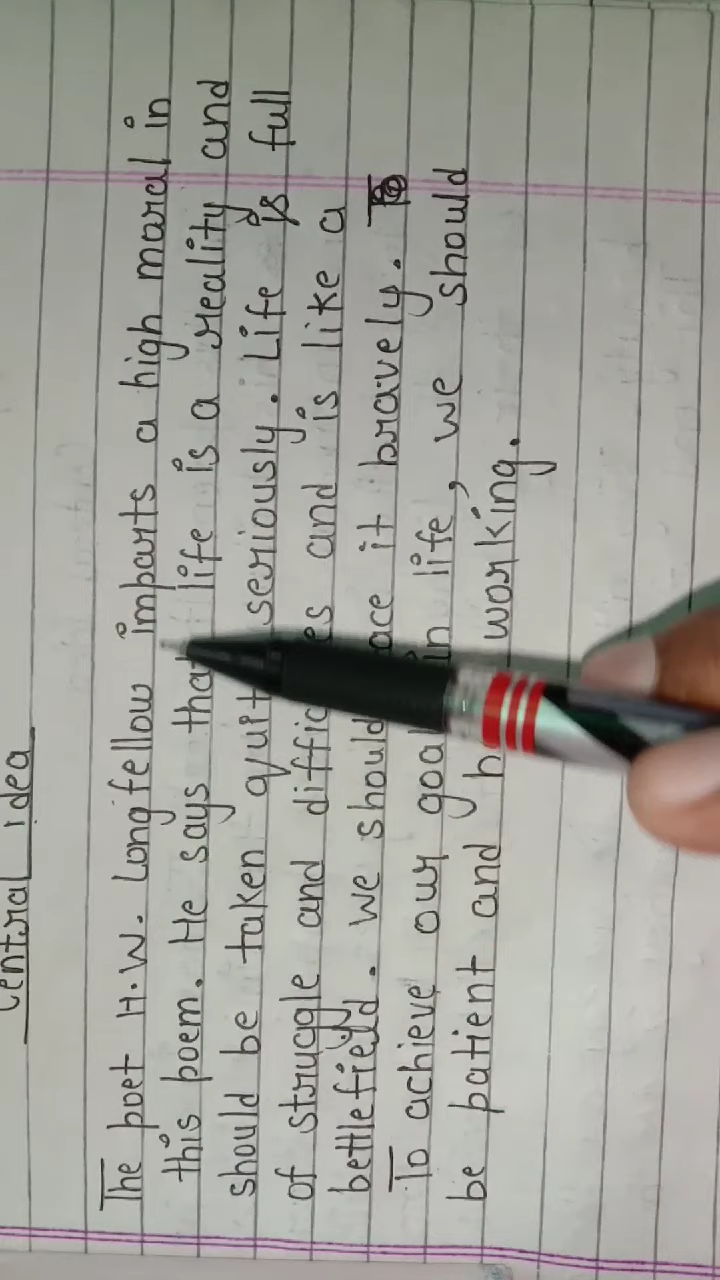 Central idea
The poet H.W. Longfellow imparts a high moral in
this poem. He says that life is a reality and
should be taken quite seriously. Life is full
of struggle and difficulties and is like a
bettlefield. We should face it bravely.
To achieve our goal in life, we should
be patient and working.